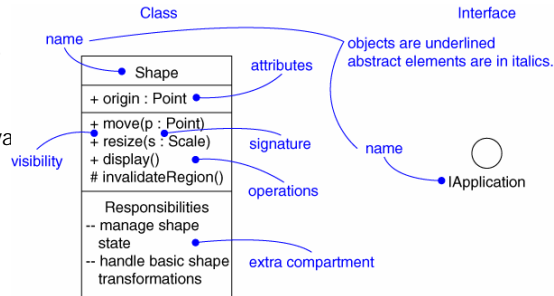 Class
Interface
name
objects are underlined
abstract elements are in italics.
Shape
attributes
+ origin : Point
+ move(p : Point)
+ resize(s : Scale)
+ display()
# invalidateRegion()
va
visibility
signature
name
operations
IApplication
Responsibilities
-- manage shape
state
-- handle basic shape
transformations
extra compartment